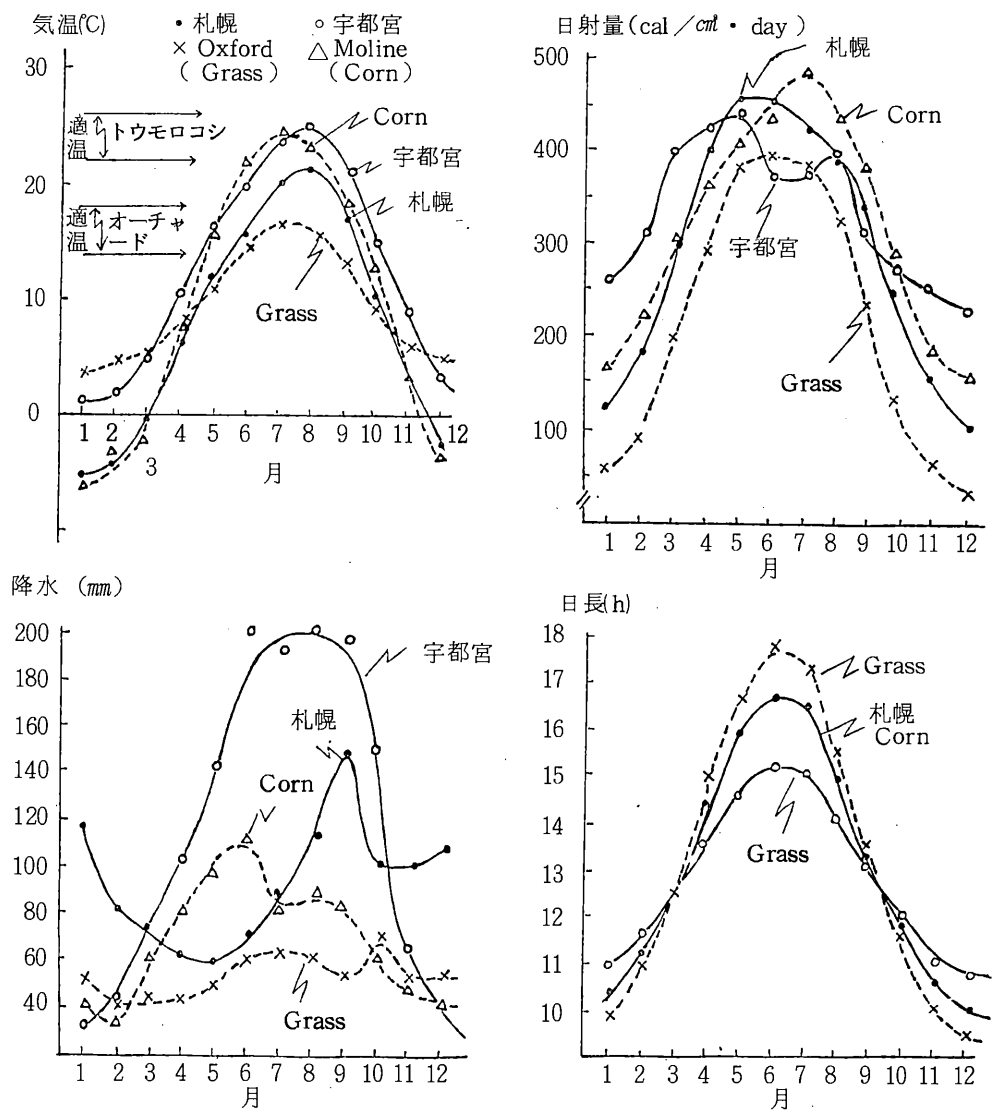 気温(℃)
• 札幌
○ 宇都宮
× Oxford
( Grass )
△ Moline
(Corn)
30
20
10
0
適温
トウモロコシ
適温
オーチャ
ード
Corn
宇都宮
札幌
Grass
1 2 3 4 5 6 7 8 9 10 11 12
月
日射量(cal/c㎡・day)
500
400
300
200
100
札幌
Corn
宇都宮
Grass
1 2 3 4 5 6 7 8 9 10 11 12
月
降水 (mm)
200
180
160
140
120
100
80
60
40
宇都宮
札幌
Corn
Grass
1 2 3 4 5 6 7 8 9 10 11 12
月
日長(h)
18
17
16
15
14
13
12
11
10
Grass
札幌
Corn
Grass
1 2 3 4 5 6 7 8 9 10 11 12
月